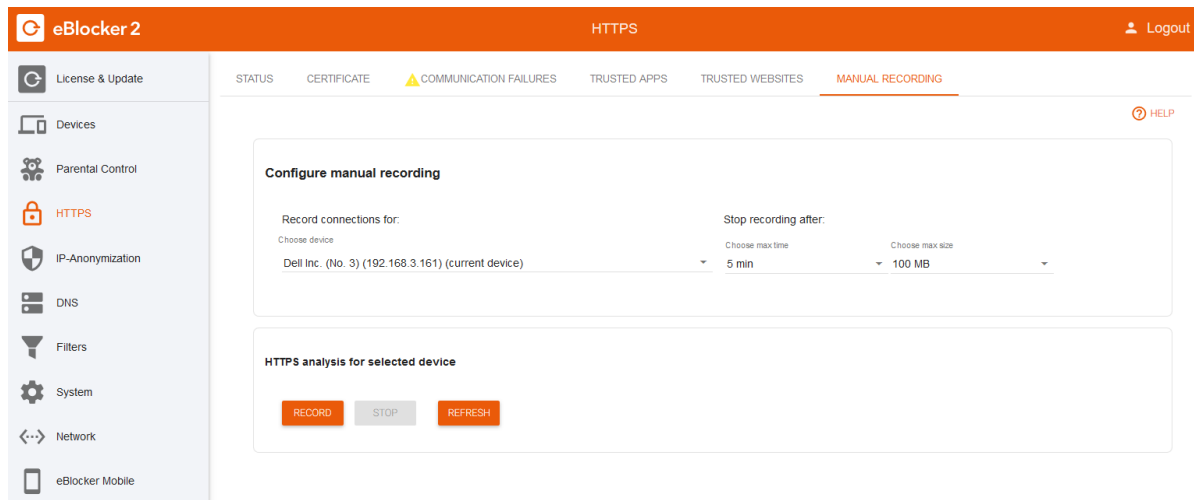 eBlocker 2
HTTPS
Logout
License & Update
Devices
Parental Control
HTTPS
IP-Anonymization
DNS
Filters
System
Network
eBlocker Mobile
STATUS CERTIFICATE COMMUNICATION FAILURES TRUSTED APPS TRUSTED WEBSITES MANUAL RECORDING
HELP
Configure manual recording
Record connections for:
Choose device
Dell Inc. (No. 3) (192.168.3.161) (current device)
Stop recording after:
Choose max time
5 min
Choose max size
100 MB
HTTPS analysis for selected device
RECORD STOP REFRESH